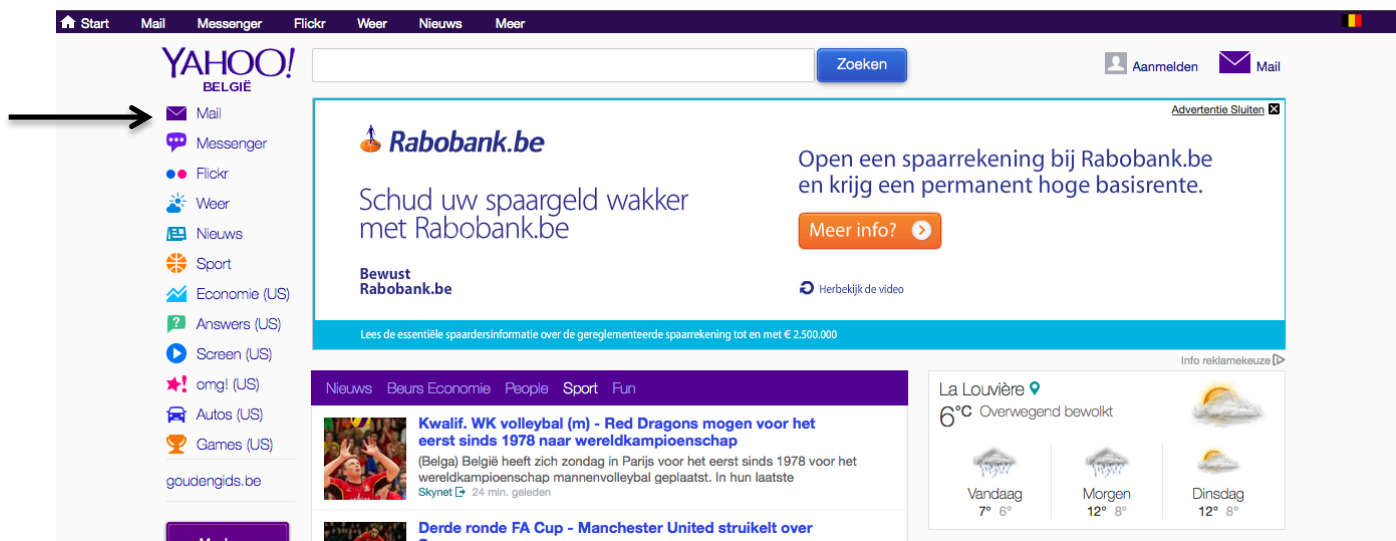 Start Mail Messenger Flickr Weer Nieuws Meer
YAHOO!
BELGIË
Zoeken
Aanmelden Mail
Mail
Messenger
Flickr
Weer
Nieuws
Sport
Economie (US)
Answers (US)
Screen (US)
omg! (US)
Autos (US)
Games (US)
goudengids.be
Advertentie Sluiten
Rabobank.be
Schud uw spaargeld wakker
met Rabobank.be
Bewust
Rabobank.be
Open een spaarrekening bij Rabobank.be
en krijg een permanent hoge basisrente.
Meer info?
Herbekijk de video
Lees de essentiële spaardersinformatie over de gereglementeerde spaarrekening tot en met € 2.500.000
Info reklamekeuze
Nieuws Beurs Economie People Sport Fun
Kwalif. WK volleybal (m) - Red Dragons mogen voor het
eerst sinds 1978 naar wereldkampioenschap
(Belga) België heeft zich zondag in Parijs voor het eerst sinds 1978 voor het
wereldkampioenschap mannenvolleybal geplaatst. In hun laatste
Skynet 24 min. geleden
Derde ronde FA Cup - Manchester United struikelt over
La Louvière
6°C Overwegend bewolkt
Vandaag Morgen Dinsdag
7° 6° 12° 8° 12° 8°